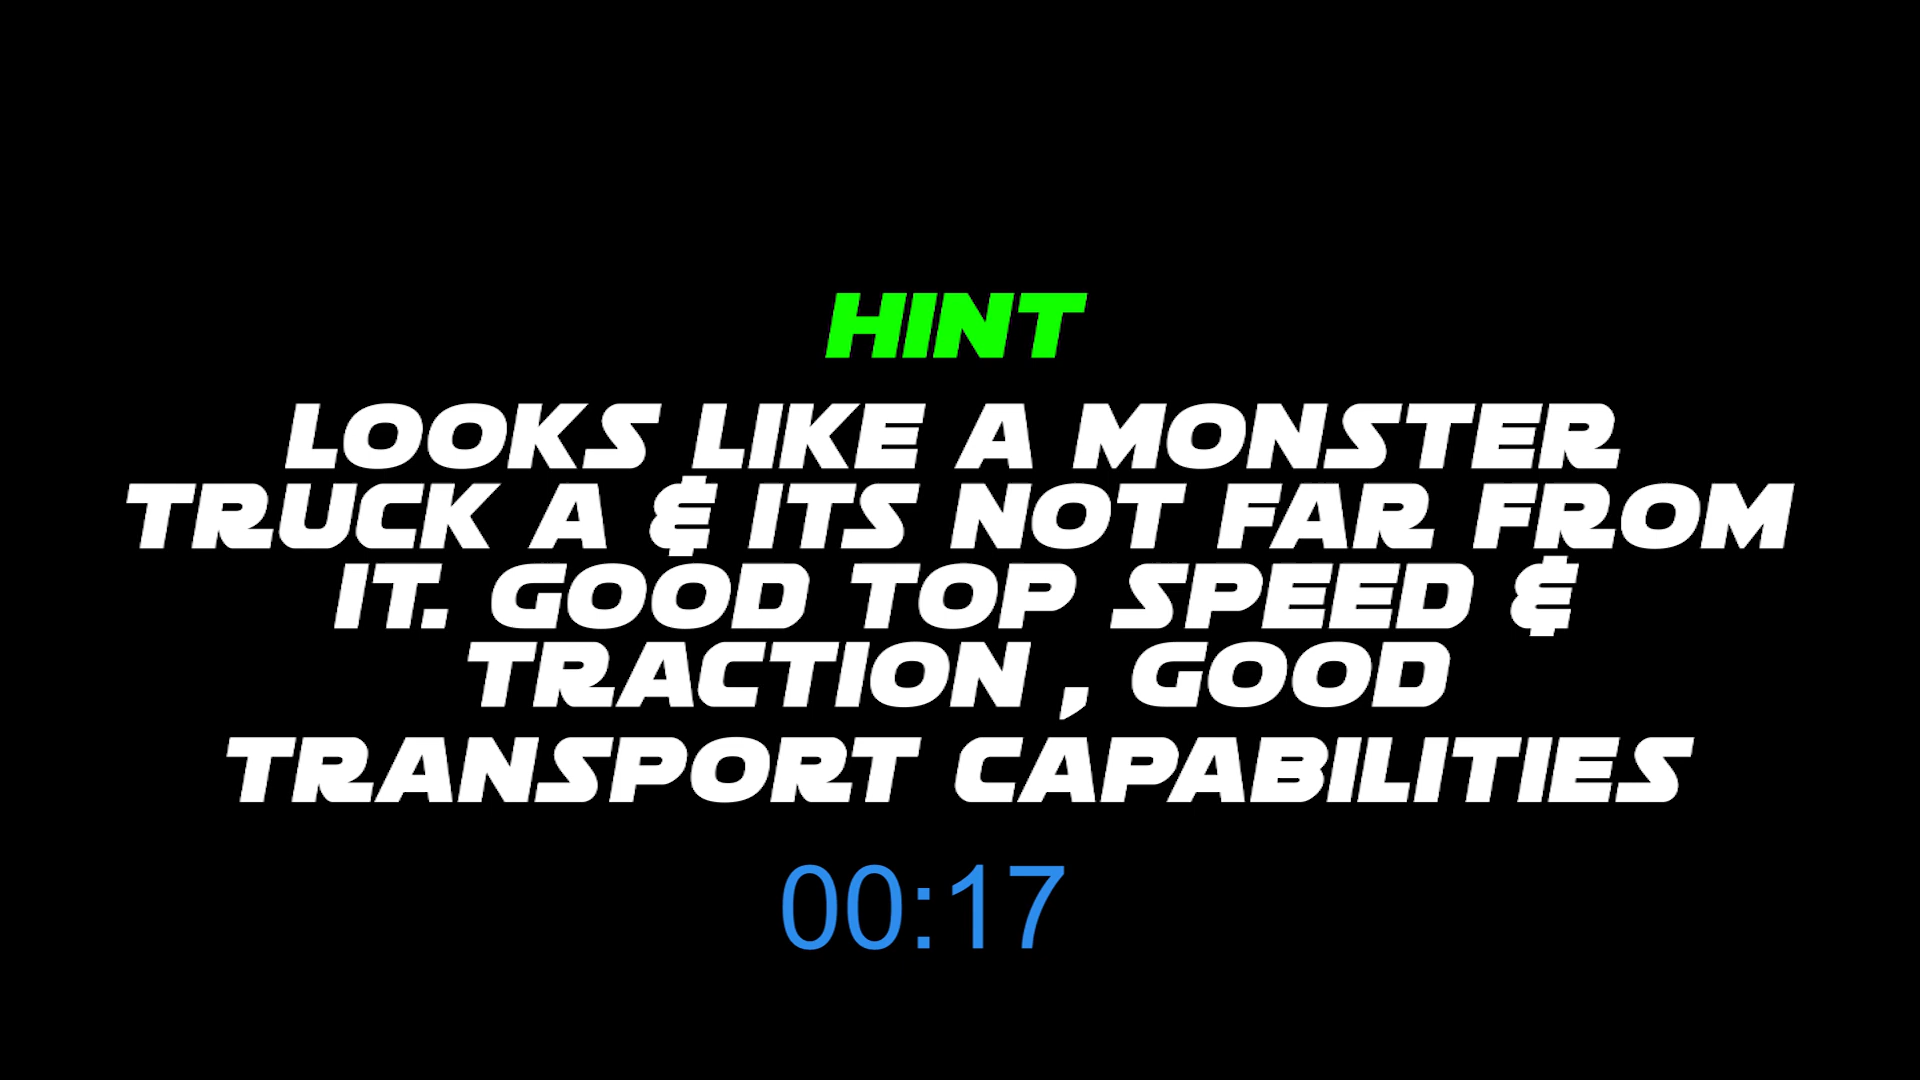 HINT
LOOKS LIKE A MONSTER
TRUCK A & ITS NOT FAR FROM
IT. GOOD TOP SPEED &
TRACTION , GOOD
TRANSPORT CAPABILITIES
00:17